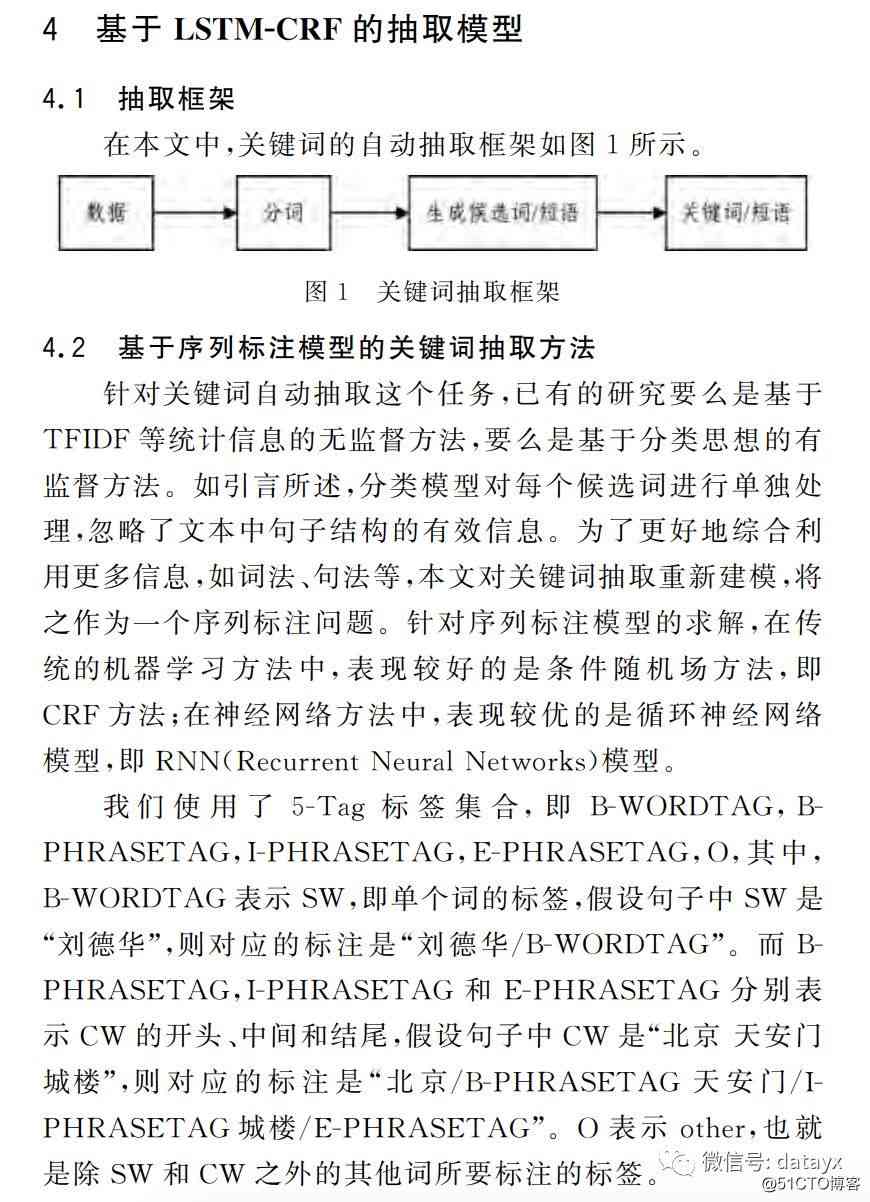 4 基于 LSTM-CRF 的抽取模型
4.1 抽取框架
在本文中,关键词的自动抽取框架如图 1 所示。
数据 分词 生成候选词/短语 关键词/短语
图 1 关键词抽取框架
4.2 基于序列标注模型的关键词抽取方法
针对关键词自动抽取这个任务,已有的研究要么是基于
TFIDF 等统计信息的无监督方法,要么是基于分类思想的有
监督方法。如引言所述,分类模型对每个候选词进行单独处
理,忽略了文本中句子结构的有效信息。为了更好地综合利
用更多信息,如词法、句法等,本文对关键词抽取重新建模,将
之作为一个序列标注问题。针对序列标注模型的求解,在传
统的机器学习方法中,表现较好的是条件随机场方法,即
CRF 方法;在神经网络方法中,表现较优的是循环神经网络
模型,即 RNN(Recurrent Neural Networks)模型。
我们使用了 5-Tag 标签集合,即 B-WORDTAG, B-
PHRASETAG,I-PHRASETAG,E-PHRASETAG,O,其中,
B-WORDTAG 表示 SW,即单个词的标签,假设句子中 SW 是
“刘德华”,则对应的标注是“刘德华/B-WORDTAG”。而 B-
PHRASETAG,I-PHRASETAG 和 E-PHRASETAG 分别表
示 CW 的开头、中间和结尾,假设句子中 CW 是“北京 天安门
城楼”,则对应的标注是“北京/B-PHRASETAG 天安门/I-
PHRASETAG 城楼/E-PHRASETAG”。O 表示 other,也就
是除 SW 和 CW 之外的其他词所要标注的标签。
微信号: datayx
@51CTO博客